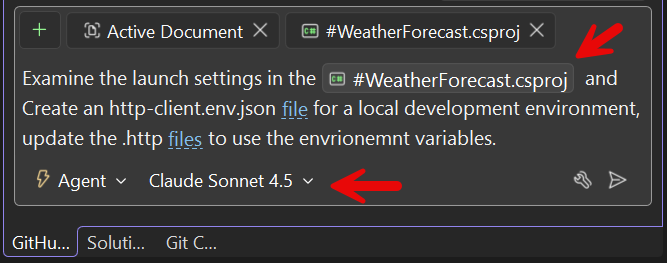 + Active Document × C# #WeatherForecast.csproj ×
Examine the launch settings in the C# #WeatherForecast.csproj and
Create an http-client.env.json file for a local development environment,
update the .http files to use the envrionemnt variables.
Agent Claude Sonnet 4.5
GitHu... Soluti... Git C...